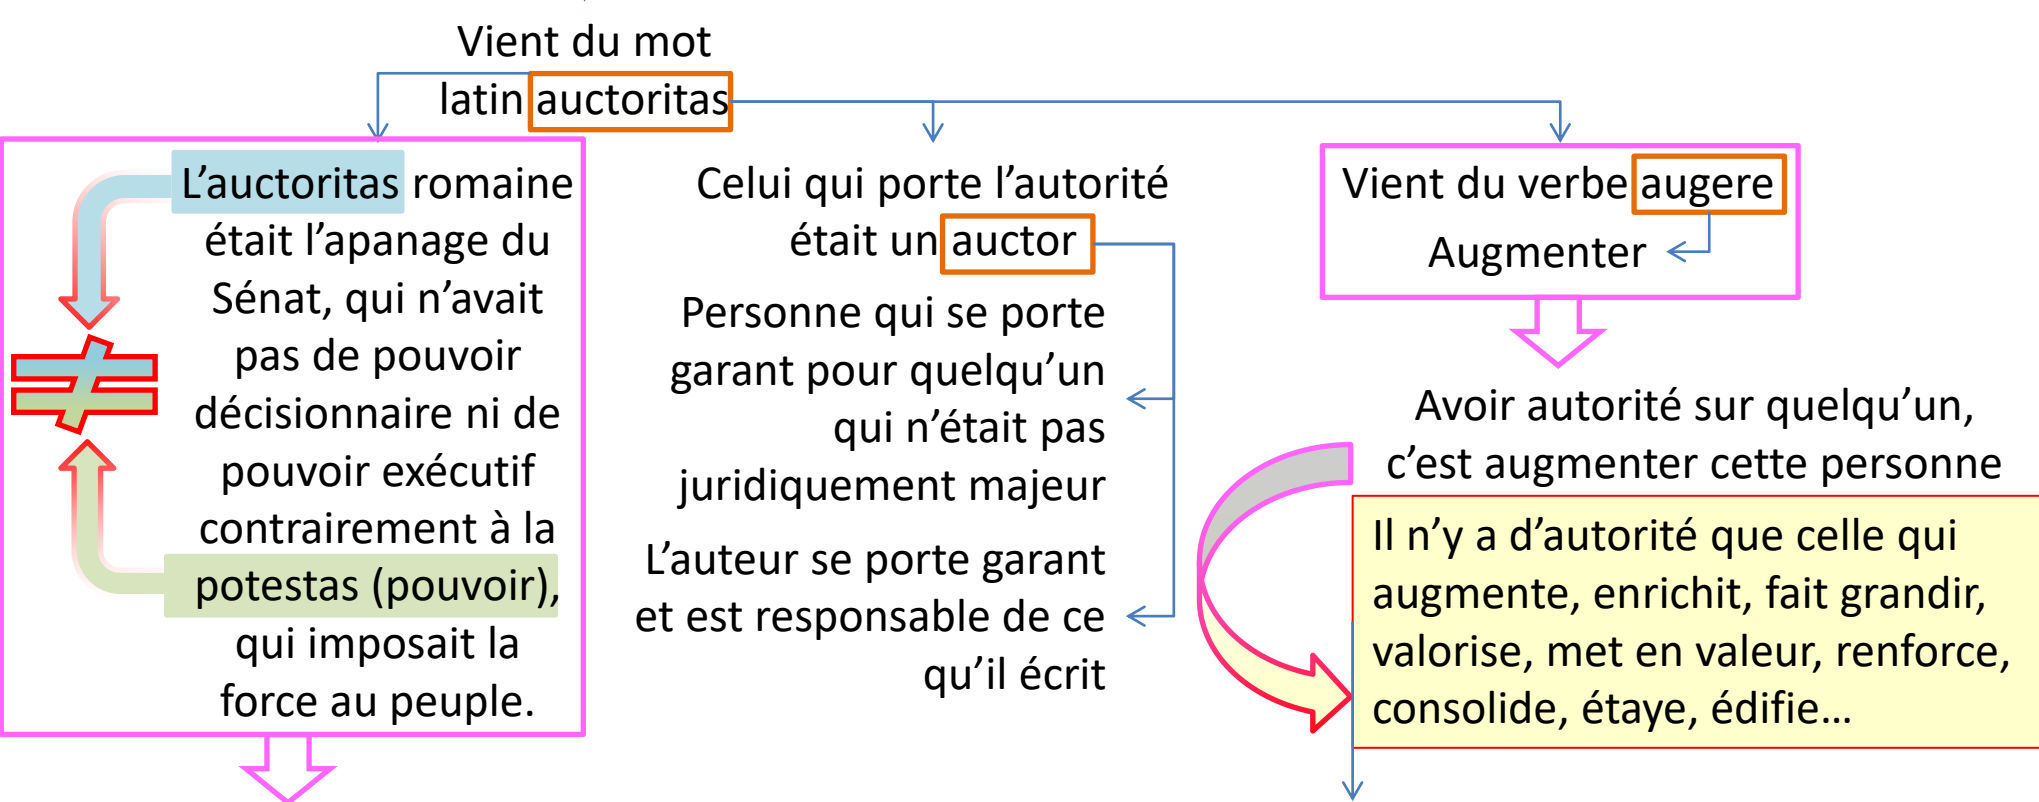 Vient du mot
latin auctoritas
L’auctoritas romaine
était l’apanage du
Sénat, qui n’avait
pas de pouvoir
décisionnaire ni de
pouvoir exécutif
contrairement à la
potestas (pouvoir),
qui imposait la
force au peuple.
Celui qui porte l’autorité
était un auctor
Personne qui se porte
garant pour quelqu’un
qui n’était pas
juridiquement majeur
L’auteur se porte garant
et est responsable de ce
qu’il écrit
Vient du verbe augere
Augmenter
Avoir autorité sur quelqu’un,
c’est augmenter cette personne
Il n’y a d’autorité que celle qui
augmente, enrichit, fait grandir,
valorise, met en valeur, renforce,
consolide, étaye, édifie…